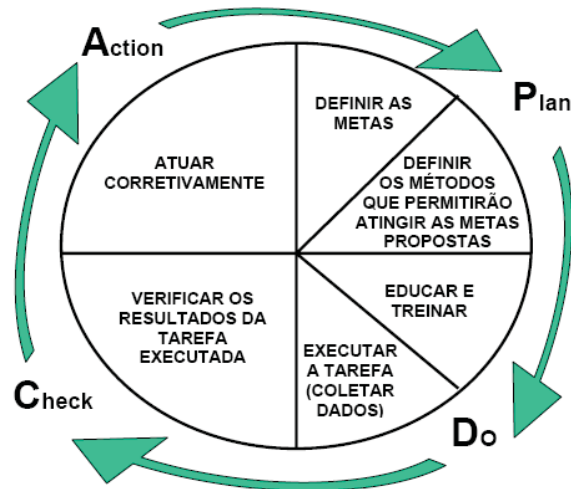 Action
Plan
DEFINIR AS
METAS
DEFINIR
OS MÉTODOS
QUE PERMITIRÃO
ATINGIR AS METAS
PROPOSTAS
ATUAR
CORRETIVAMENTE
EDUCAR E
TREINAR
VERIFICAR OS
RESULTADOS DA
TAREFA
EXECUTADA
EXECUTAR
A TAREFA
(COLETAR
DADOS)
Check
Do